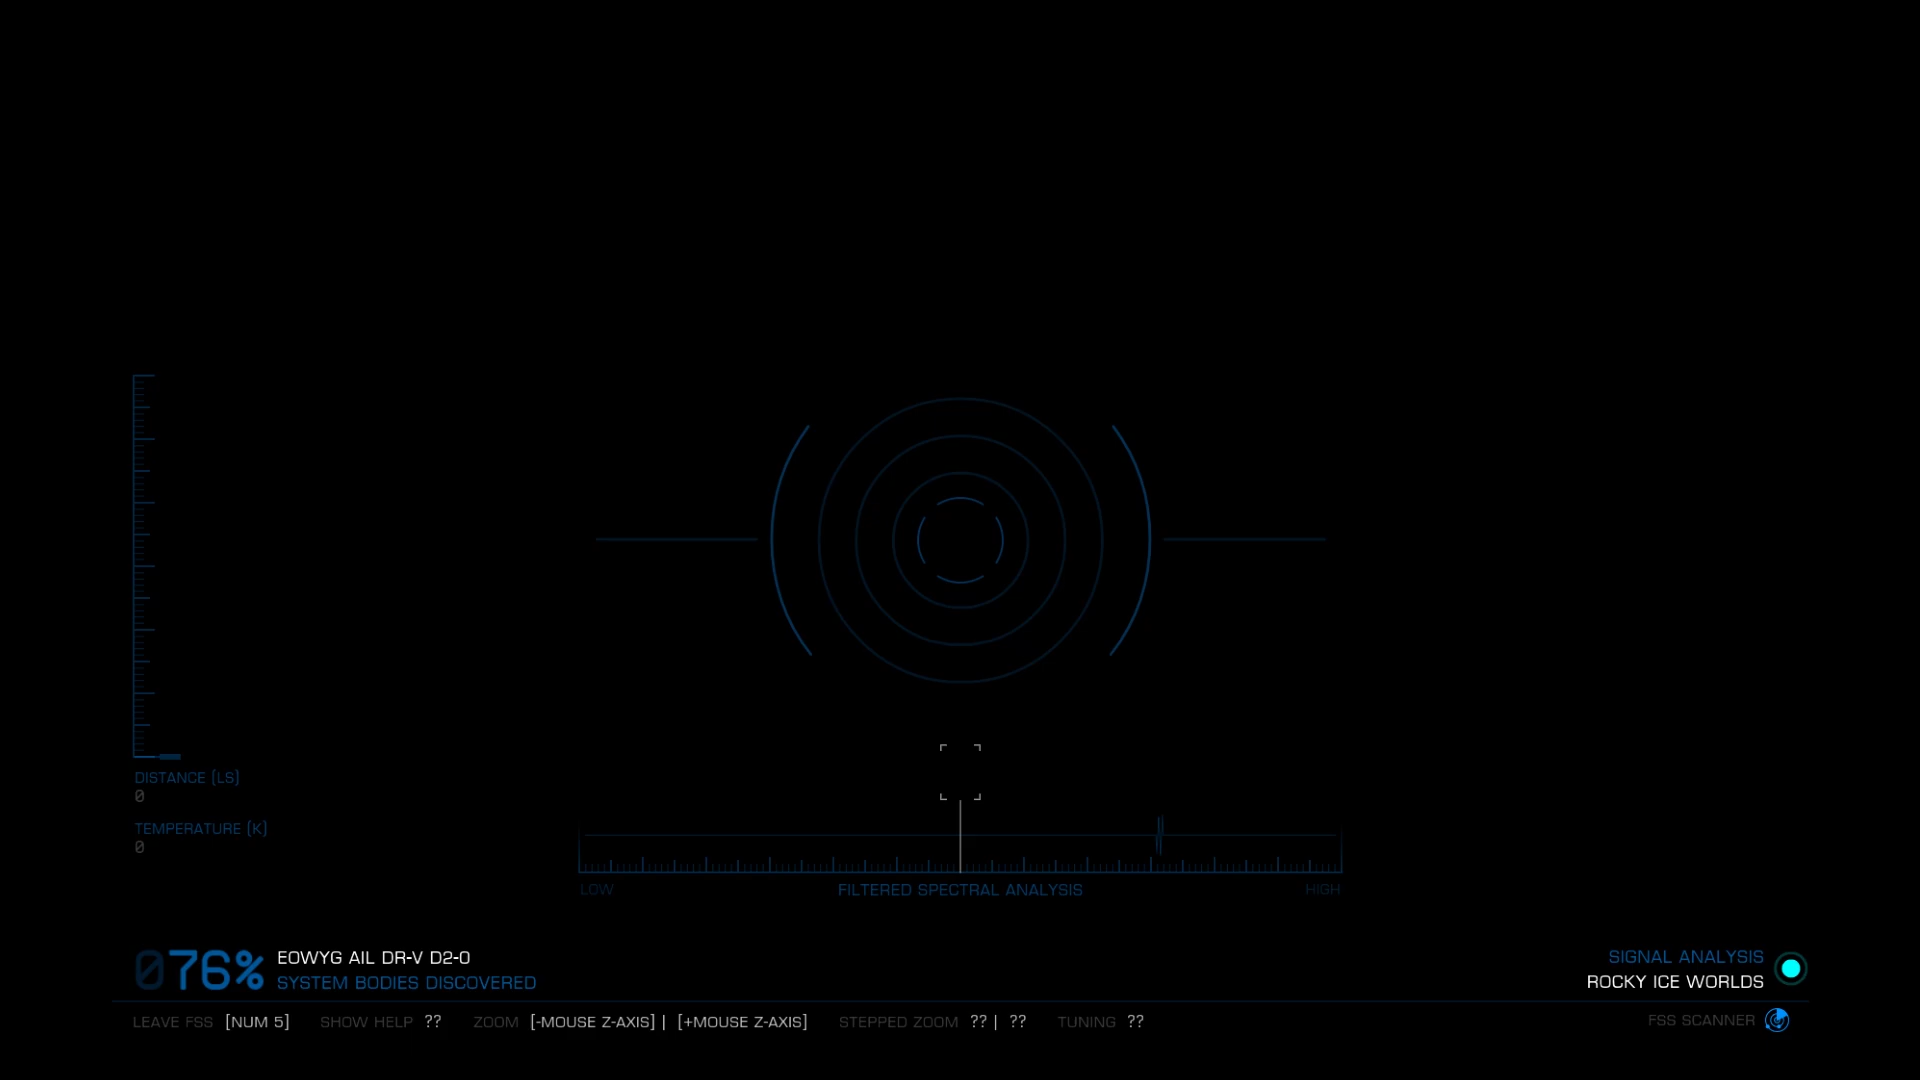 DISTANCE (LS)
0
TEMPERATURE (K)
0
LOW FILTERED SPECTRAL ANALYSIS HIGH
076% EOWYG AIL DR-V D2-0
SYSTEM BODIES DISCOVERED
SIGNAL ANALYSIS
ROCKY ICE WORLDS
LEAVE FSS [NUM 5] SHOW HELP ?? ZOOM [-MOUSE Z-AXIS] | [+MOUSE Z-AXIS] STEPPED ZOOM ?? | ?? TUNING ??
FSS SCANNER